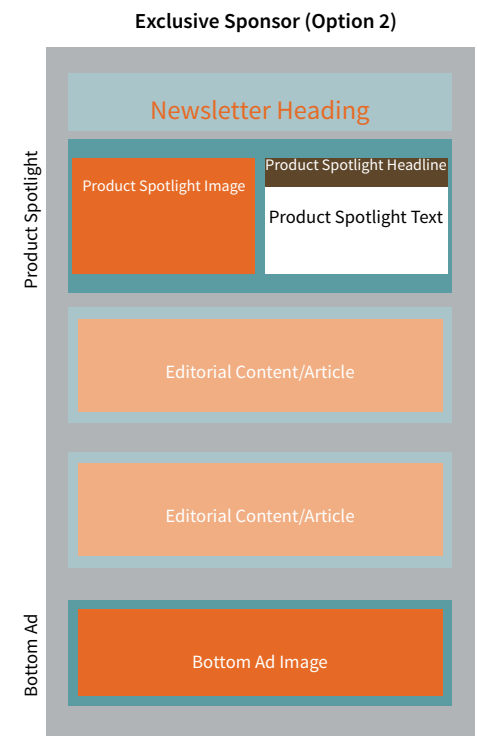 Exclusive Sponsor (Option 2)
Newsletter Heading
Product Spotlight
Product Spotlight Image
Product Spotlight Headline
Product Spotlight Text
Editorial Content/Article
Editorial Content/Article
Bottom Ad
Bottom Ad Image